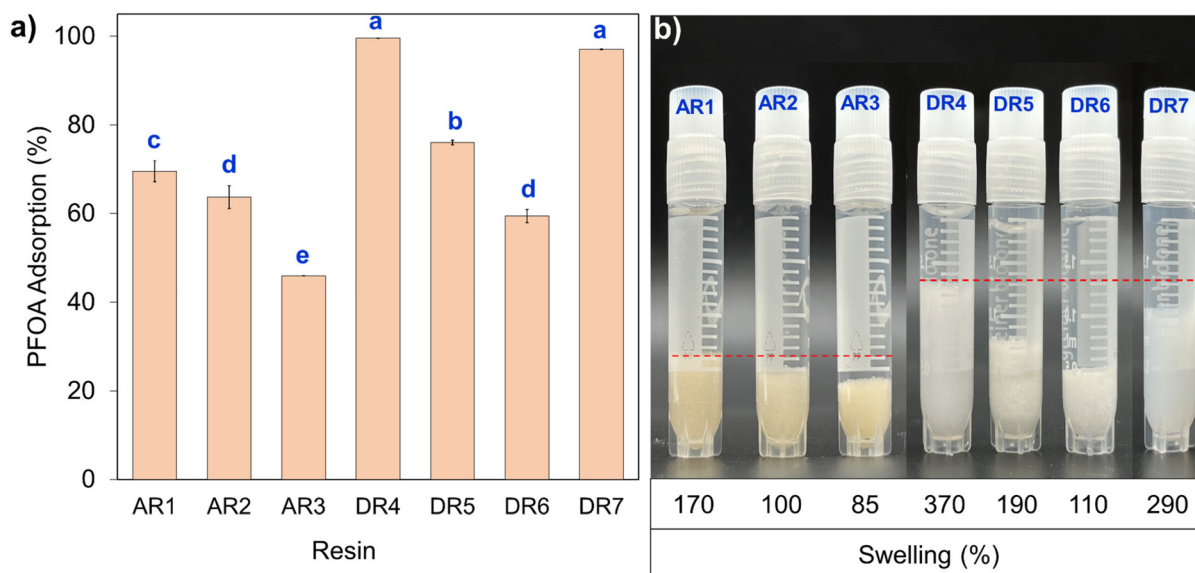 a)
PFOA Adsorption (%)
100
80
60
40
20
0
c
d
e
a
b
d
a
AR1 AR2 AR3 DR4 DR5 DR6 DR7
Resin
b)
AR1 AR2 AR3 DR4 DR5 DR6 DR7
170 100 85 370 190 110 290
Swelling (%)